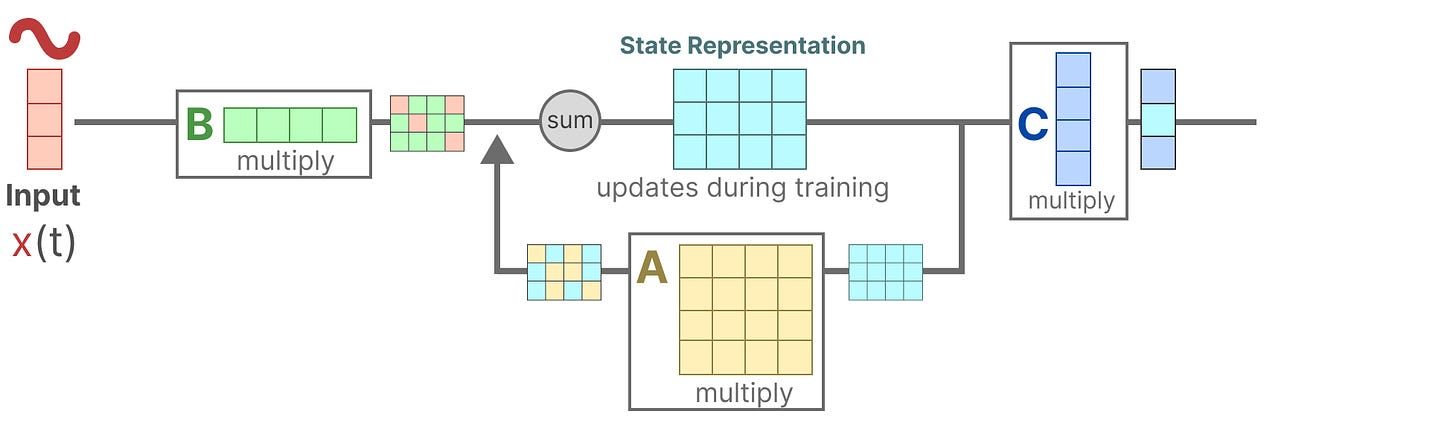 State Representation
B
multiply
sum
updates during training
C
multiply
Input
x(t)
A
multiply